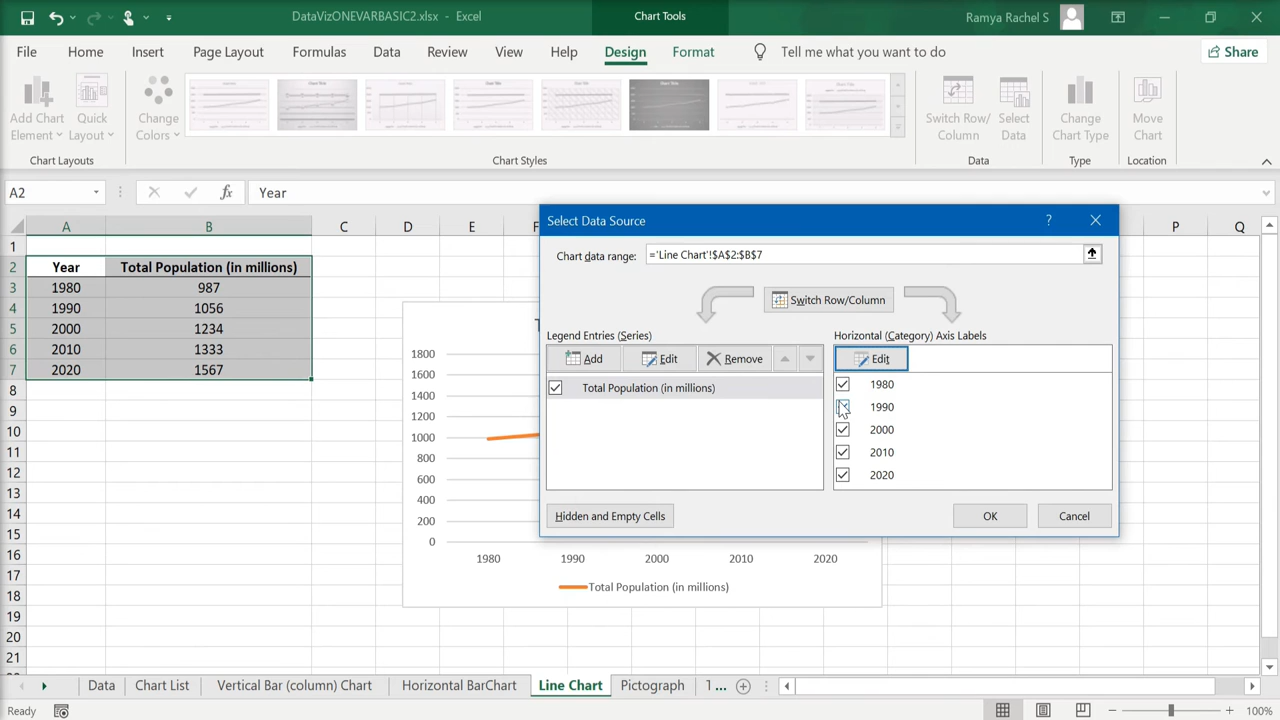 DataVizONEVARBASIC2.xlsx - Excel
Chart Tools
Ramya Rachel S
File Home Insert Page Layout Formulas Data Review View Help Design Format Tell me what you want to do Share
Add Chart Element
Quick Layout
Change Colors
Switch Row/ Column
Select Data
Change Chart Type
Move Chart
Chart Layouts Chart Styles Data Type Location
A2 fx Year
A B C D E F P Q
1
2 Year Total Population (in millions)
3 1980 987
4 1990 1056
5 2000 1234
6 2010 1333
7 2020 1567
8
9
10
11
12
13
14
15
16
17
18
19
20
21
1800
1600
1400
1200
1000
800
600
400
200
0
1980 1990 2000 2010 2020
Total Population (in millions)
Select Data Source ?
Chart data range: ='Line Chart'!$A$2:$B$7
Switch Row/Column
Legend Entries (Series)
Add Edit Remove
Total Population (in millions)
Horizontal (Category) Axis Labels
Edit
1980
1990
2000
2010
2020
Hidden and Empty Cells OK Cancel
Data Chart List Vertical Bar (column) Chart Horizontal BarChart Line Chart Pictograph
Ready 100%